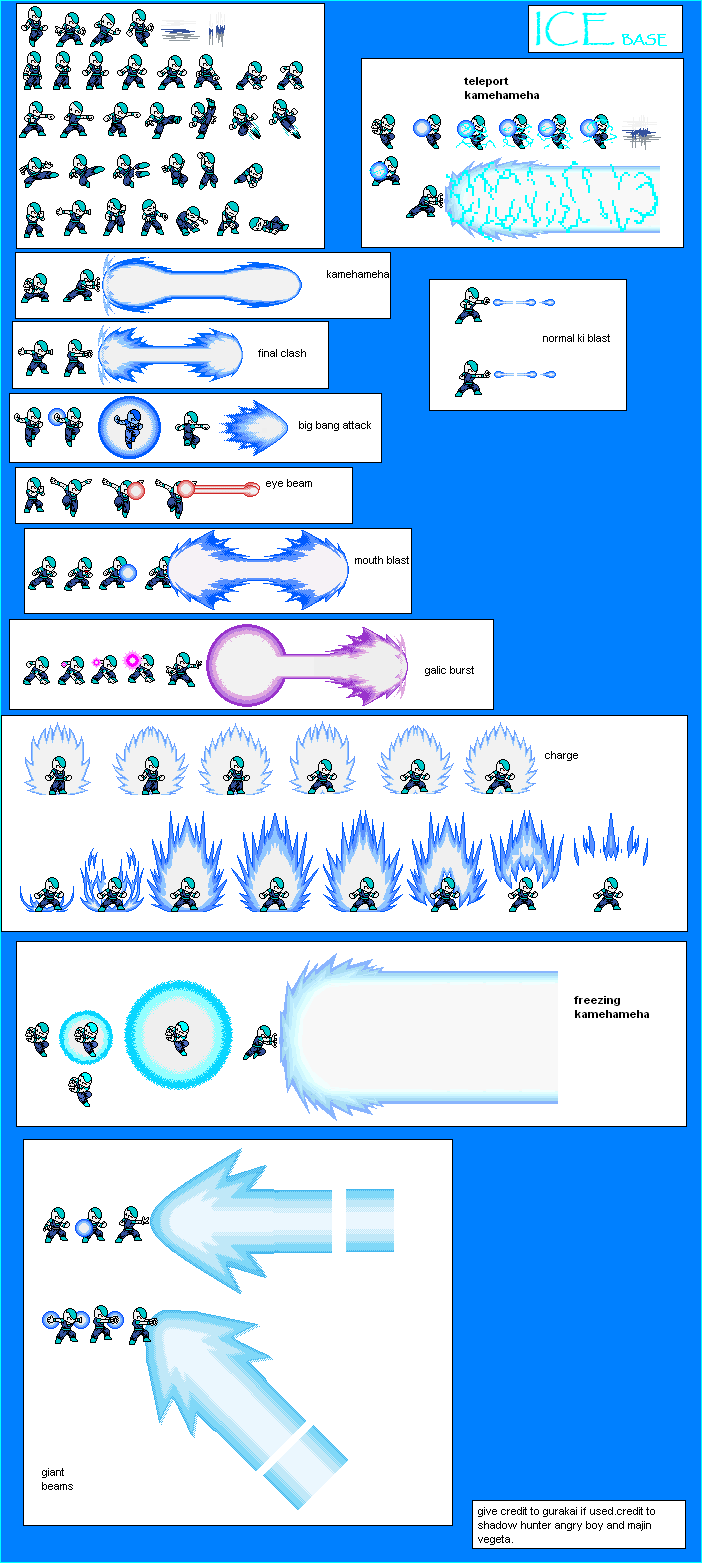 ICE BASE
teleport
kamehameha
kamehameha
normal ki blast
final clash
big bang attack
eye beam
mouth blast
galic burst
charge
freezing
kamehameha
giant
beams
give credit to gurakai if used.credit to
shadow hunter angry boy and majin
vegeta.